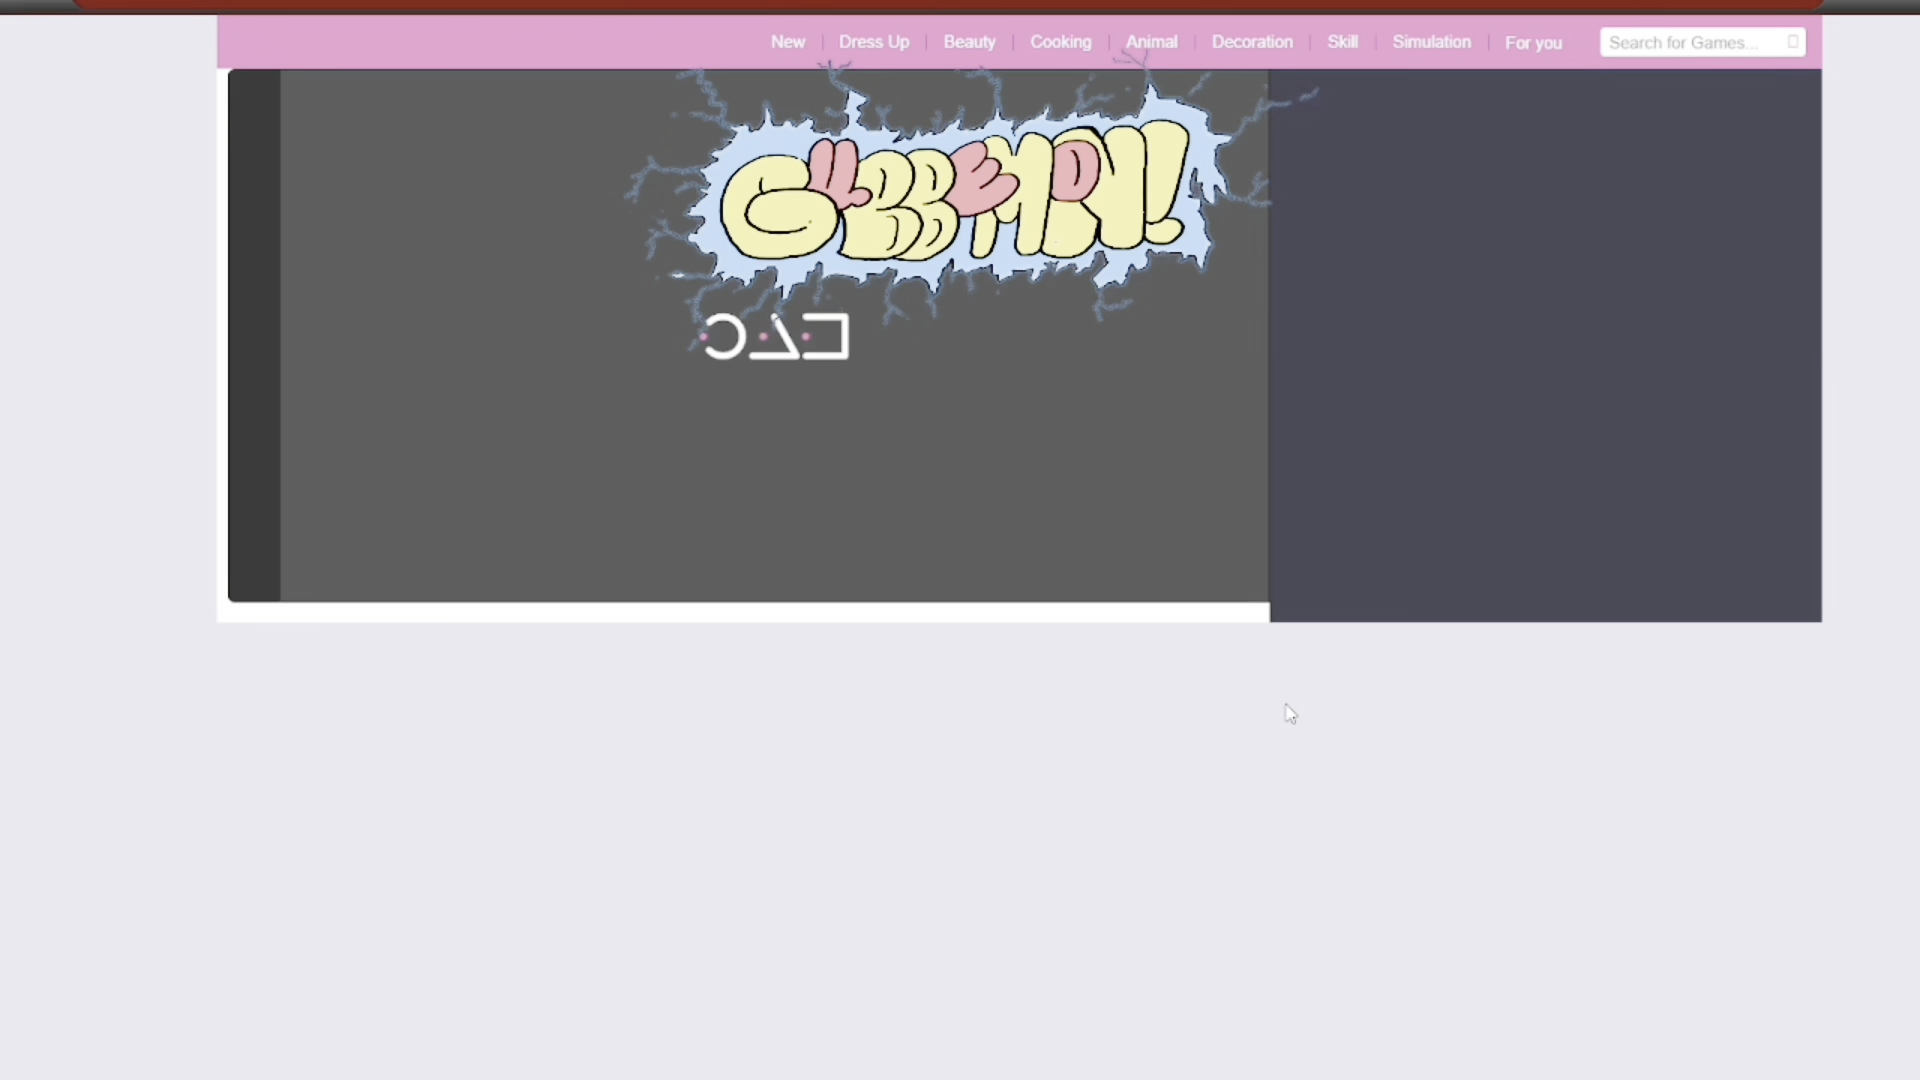 New
Dress Up
Beauty
Cooking
Animal
Decoration
Skill
Simulation
For you
Search for Games...